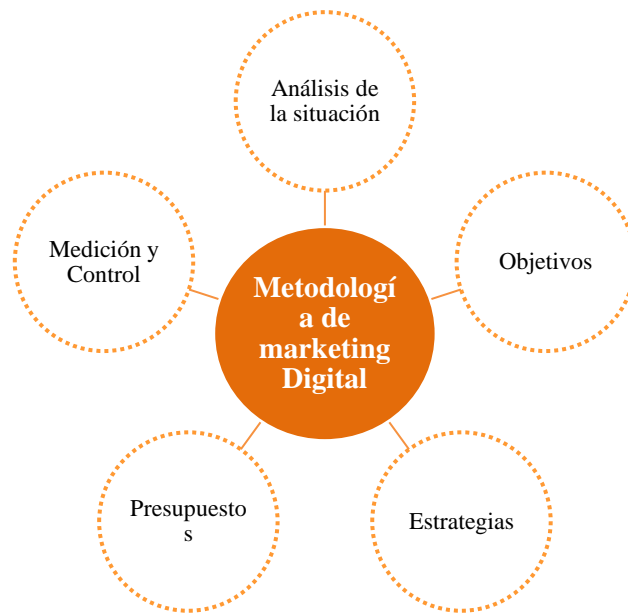 Análisis de
la situación
Objetivos
Estrategias
Presupuesto
s
Medición y
Control
Metodologí
a de
marketing
Digital